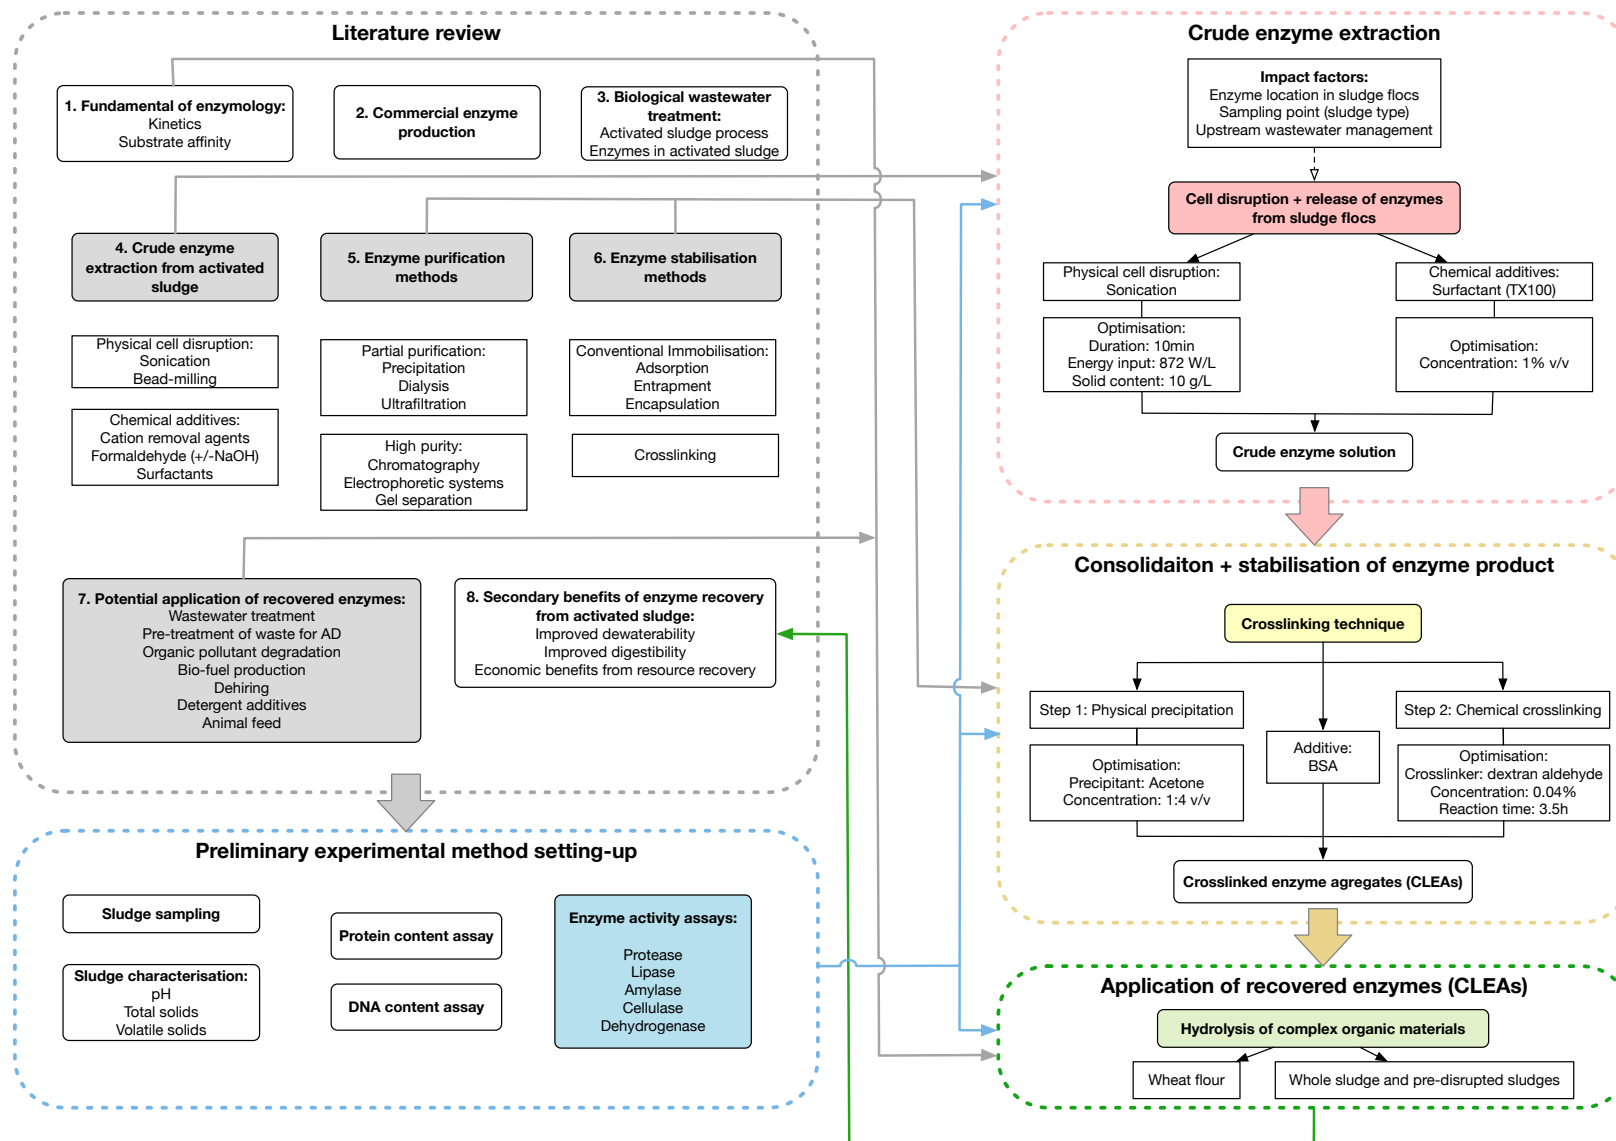 Literature review
1. Fundamental of enzymology:
Kinetics
Substrate affinity
2. Commercial enzyme
production
3. Biological wastewater
treatment:
Activated sludge process
Enzymes in activated sludge
4. Crude enzyme
extraction from activated
sludge
5. Enzyme purification
methods
6. Enzyme stabilisation
methods
Physical cell disruption:
Sonication
Bead-milling
Chemical additives:
Cation removal agents
Formaldehyde (+/-NaOH)
Surfactants
Partial purification:
Precipitation
Dialysis
Ultrafiltration
High purity:
Chromatography
Electrophoretic systems
Gel separation
Conventional Immobilisation:
Adsorption
Entrapment
Encapsulation
Crosslinking
7. Potential application of recovered enzymes:
Wastewater treatment
Pre-treatment of waste for AD
Organic pollutant degradation
Bio-fuel production
Dehiring
Detergent additives
Animal feed
8. Secondary benefits of enzyme recovery
from activated sludge:
Improved dewaterability
Improved digestibility
Economic benefits from resource recovery
Preliminary experimental method setting-up
Sludge sampling
Sludge characterisation:
pH
Total solids
Volatile solids
Protein content assay
DNA content assay
Enzyme activity assays:
Protease
Lipase
Amylase
Cellulase
Dehydrogenase
Crude enzyme extraction
Impact factors:
Enzyme location in sludge flocs
Sampling point (sludge type)
Upstream wastewater management
Cell disruption + release of enzymes
from sludge flocs
Physical cell disruption:
Sonication
Optimisation:
Duration: 10min
Energy input: 872 W/L
Solid content: 10 g/L
Chemical additives:
Surfactant (TX100)
Optimisation:
Concentration: 1% v/v
Crude enzyme solution
Consolidaiton + stabilisation of enzyme product
Crosslinking technique
Step 1: Physical precipitation
Optimisation:
Precipitant: Acetone
Concentration: 1:4 v/v
Additive:
BSA
Step 2: Chemical crosslinking
Optimisation:
Crosslinker: dextran aldehyde
Concentration: 0.04%
Reaction time: 3.5h
Crosslinked enzyme agregates (CLEAs)
Application of recovered enzymes (CLEAs)
Hydrolysis of complex organic materials
Wheat flour
Whole sludge and pre-disrupted sludges